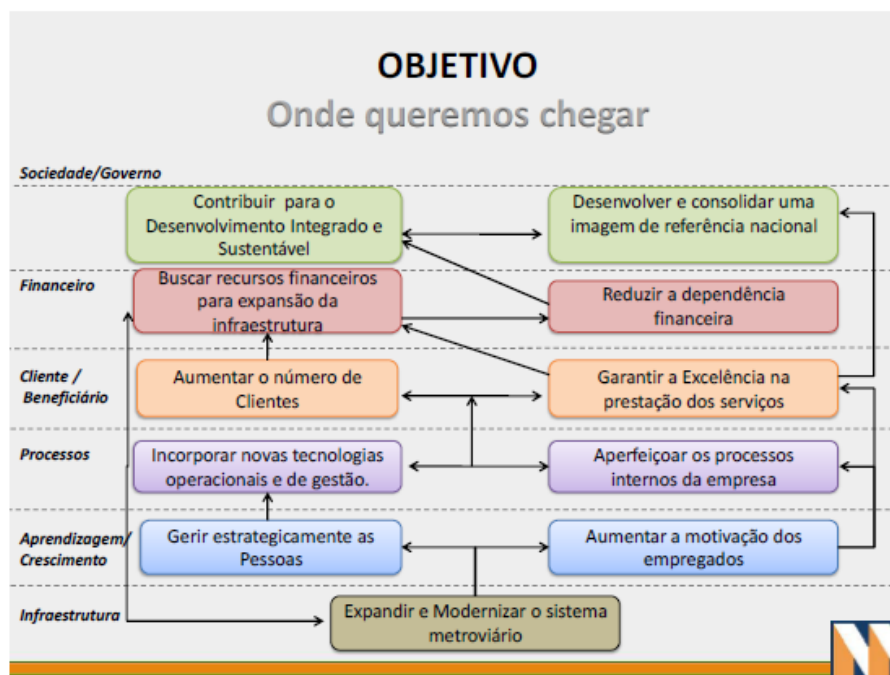 OBJETIVO
Onde queremos chegar
Sociedade/Governo
Contribuir para o
Desenvolvimento Integrado e
Sustentável
Desenvolver e consolidar uma
imagem de referência nacional
Financeiro
Buscar recursos financeiros
para expansão da
infraestrutura
Reduzir a dependência
financeira
Cliente /
Beneficiário
Aumentar o número de
Clientes
Garantir a Excelência na
prestação dos serviços
Processos
Incorporar novas tecnologias
operacionais e de gestão.
Aperfeiçoar os processos
internos da empresa
Aprendizagem/
Crescimento
Gerir estrategicamente as
Pessoas
Aumentar a motivação dos
empregados
Infraestrutura
Expandir e Modernizar o sistema
metroviário